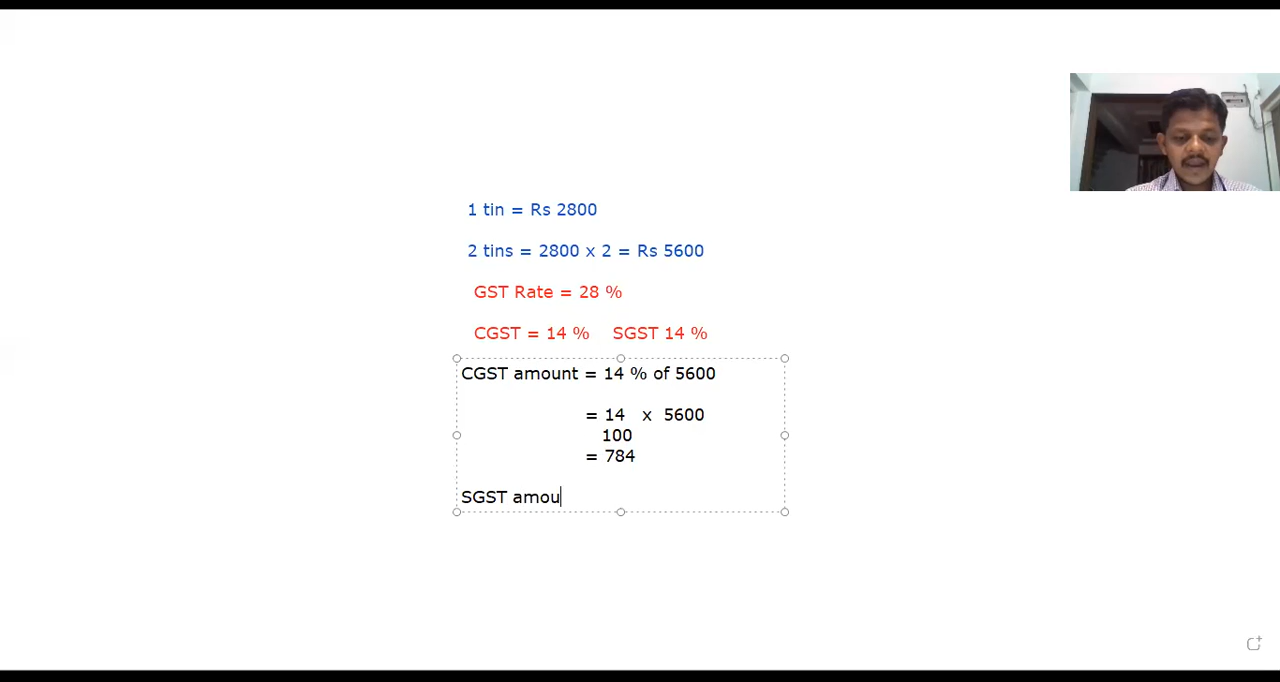 1 tin = Rs 2800
2 tins = 2800 x 2 = Rs 5600
GST Rate = 28 %
CGST = 14 % SGST 14 %
CGST amount = 14 % of 5600
= 14 x 5600
100
= 784
SGST amou